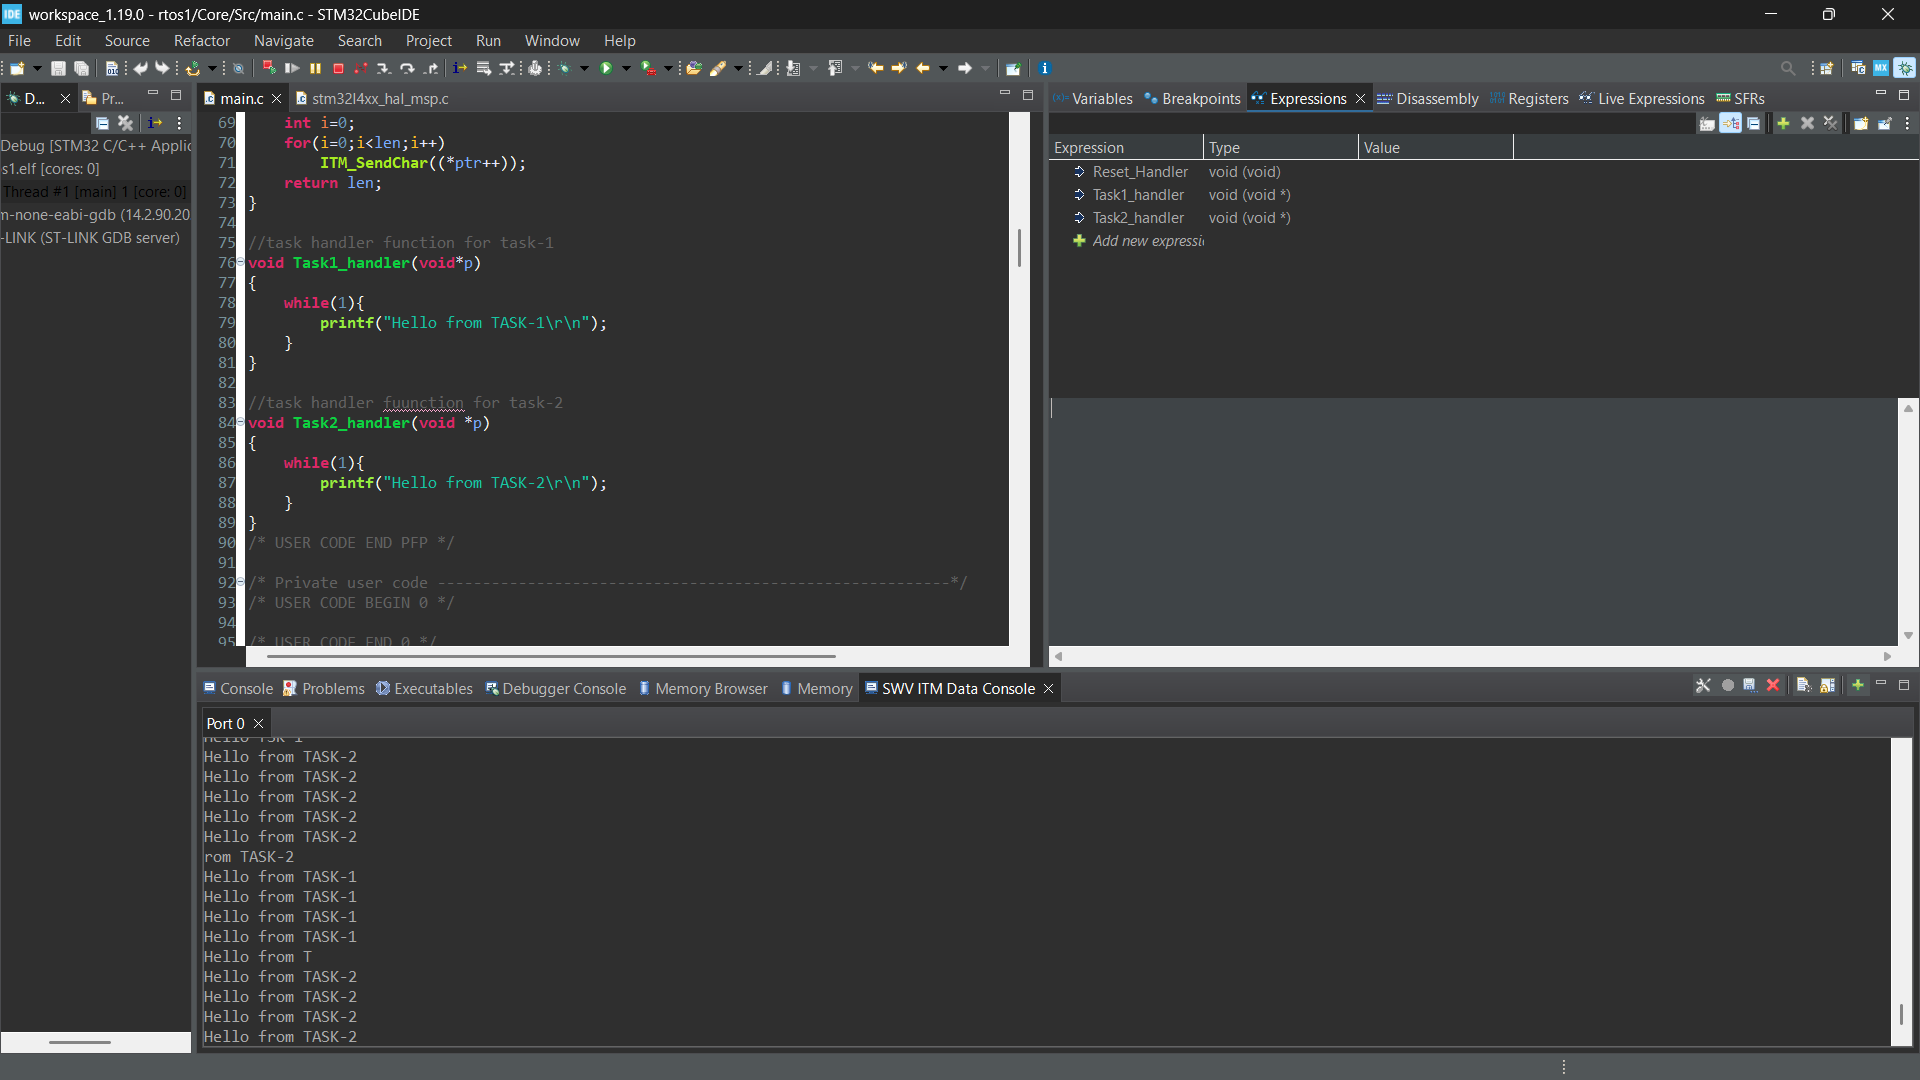 workspace_1.19.0 - rtos1/Core/Src/main.c - STM32CubeIDE
File Edit Source Refactor Navigate Search Project Run Window Help
D... Pr...
Debug [STM32 C/C++ Applic
s1.elf [cores: 0]
Thread #1 [main] 1 [core: 0]
m-none-eabi-gdb (14.2.90.20
-LINK (ST-LINK GDB server)
main.c stm32l4xx_hal_msp.c
69 int i=0;
70 for(i=0;i<len;i++)
71 ITM_SendChar((*ptr++));
72 return len;
73 }
74
75 //task handler function for task-1
76 void Task1_handler(void*p)
77 {
78 while(1){
79 printf("Hello from TASK-1\r\n");
80 }
81 }
82
83 //task handler fuunction for task-2
84 void Task2_handler(void *p)
85 {
86 while(1){
87 printf("Hello from TASK-2\r\n");
88 }
89 }
90 /* USER CODE END PFP */
91
92 /* Private user code ---------------------------------------------------------*/
93 /* USER CODE BEGIN 0 */
94
95 /* USER CODE END 0 */
Variables Breakpoints Expressions Disassembly Registers Live Expressions SFRs
Expression Type Value
Reset_Handler void (void)
Task1_handler void (void *)
Task2_handler void (void *)
Add new expressi
Console Problems Executables Debugger Console Memory Browser Memory SWV ITM Data Console
Port 0
Hello from TASK-2
Hello from TASK-2
Hello from TASK-2
Hello from TASK-2
Hello from TASK-2
rom TASK-2
Hello from TASK-1
Hello from TASK-1
Hello from TASK-1
Hello from TASK-1
Hello from T
Hello from TASK-2
Hello from TASK-2
Hello from TASK-2
Hello from TASK-2